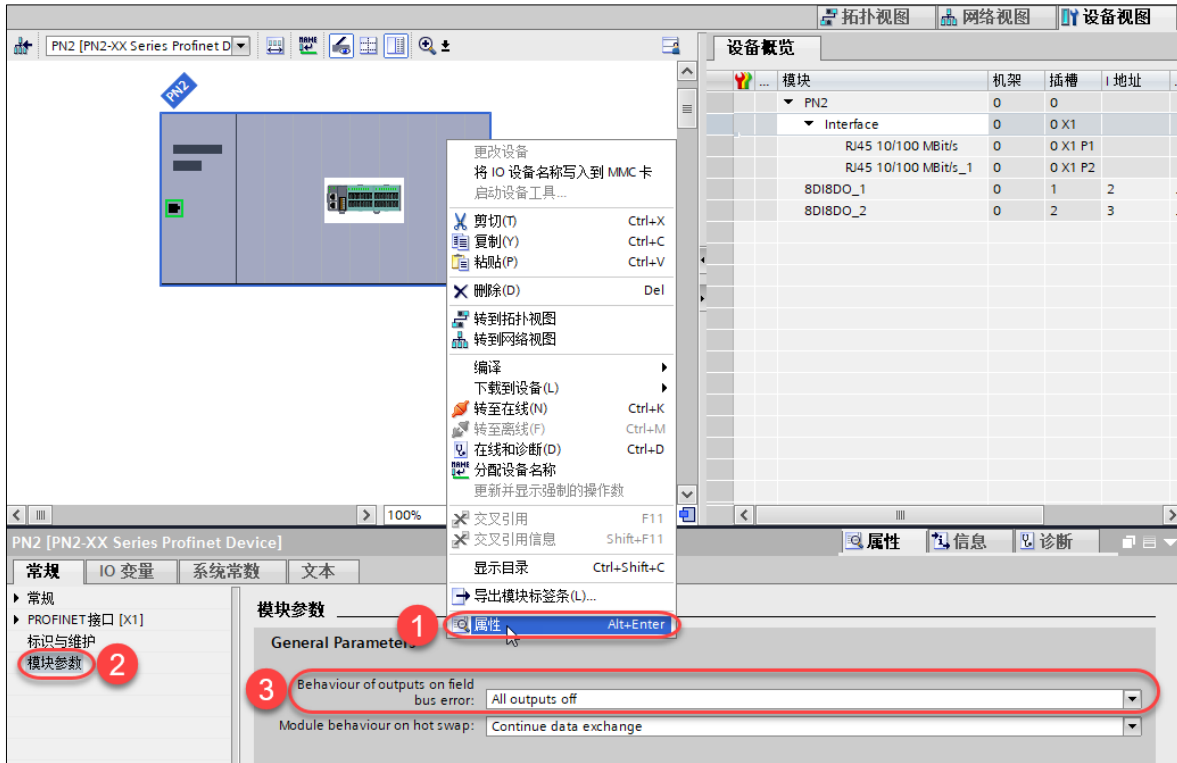 拓扑视图 网络视图 设备视图
PN2 [PN2-XX Series Profinet D
设备概览
PN2
... 模块 机架 插槽 I 地址
PN2 0 0
Interface 0 0 X1
RJ45 10/100 MBit/s 0 0 X1 P1
RJ45 10/100 MBit/s_1 0 0 X1 P2
8DI8DO_1 0 1 2
8DI8DO_2 0 2 3
更改设备
将 IO 设备名称写入到 MMC 卡
启动设备工具...
剪切(T) Ctrl+X
复制(Y) Ctrl+C
粘贴(P) Ctrl+V
删除(D) Del
转到拓扑视图
转到网络视图
编译
下载到设备(L)
转至在线(N) Ctrl+K
转至离线(F) Ctrl+M
在线和诊断(D) Ctrl+D
分配设备名称
更新并显示强制的操作数
交叉引用 F11
交叉引用信息 Shift+F11
显示目录 Ctrl+Shift+C
导出模块标签条(L)...
1 属性 Alt+Enter
100%
PN2 [PN2-XX Series Profinet Device]
属性 信息 诊断
常规 IO 变量 系统常数 文本
常规
PROFINET接口 [X1]
标识与维护
模块参数 2
模块参数
General Parameters
3 Behaviour of outputs on field
bus error: All outputs off
Module behaviour on hot swap: Continue data exchange